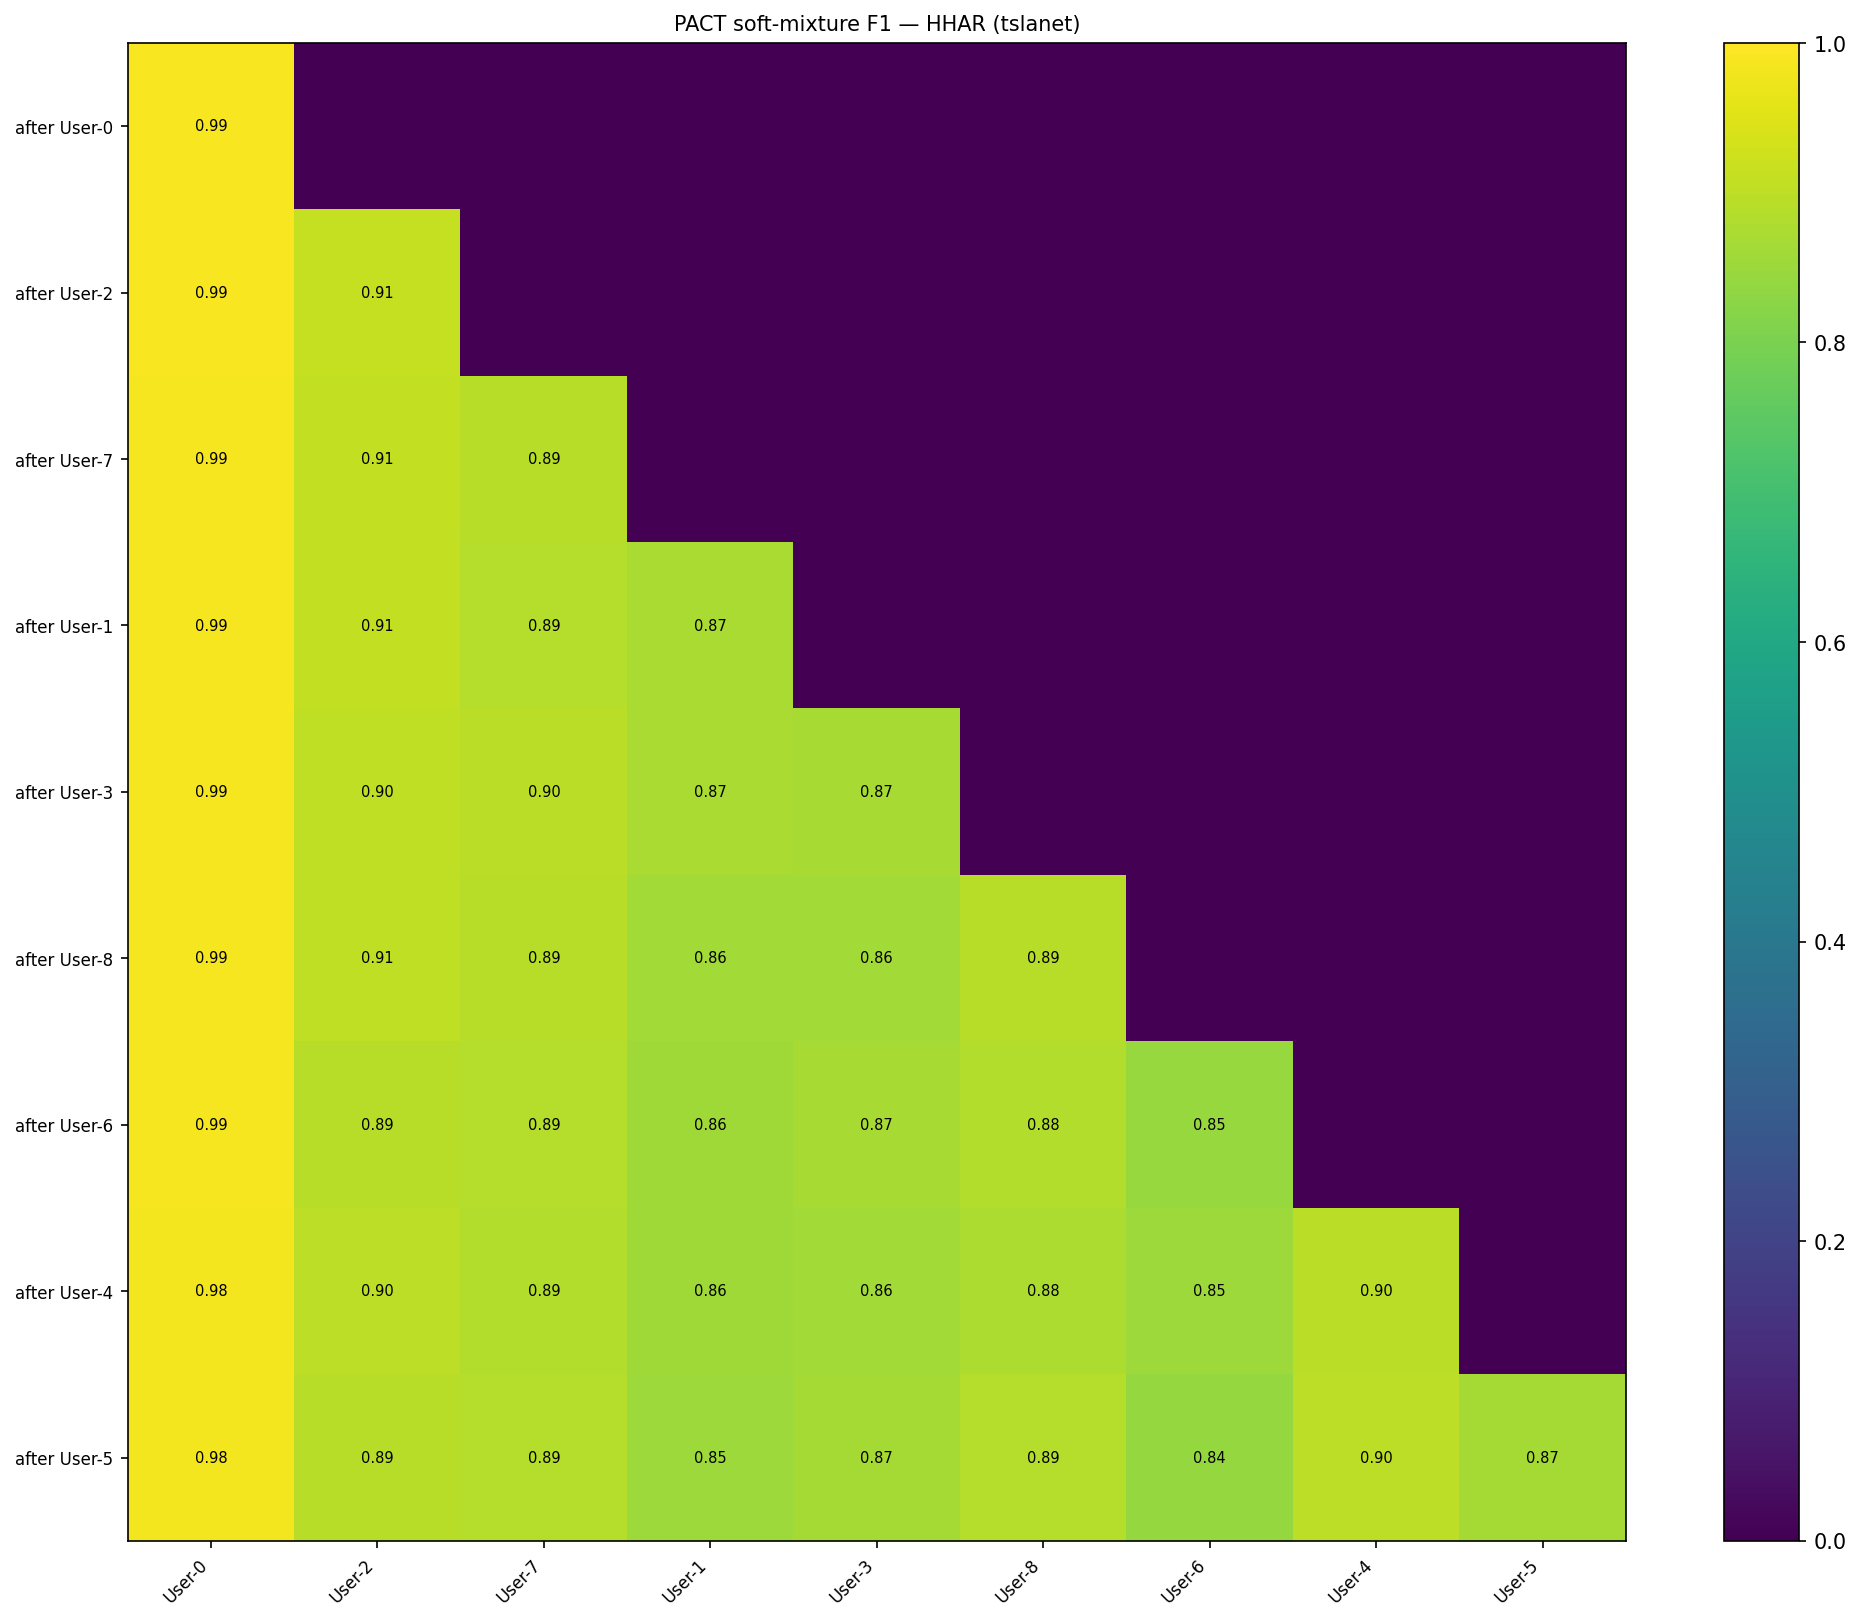 PACT soft-mixture F1 — HHAR (tslanet)
1.0
after User-0 0.99
after User-2 0.99 0.91
0.8
after User-7 0.99 0.91 0.89
after User-1 0.99 0.91 0.89 0.87
0.6
after User-3 0.99 0.90 0.90 0.87 0.87
0.4
after User-8 0.99 0.91 0.89 0.86 0.86 0.89
after User-6 0.99 0.89 0.89 0.86 0.87 0.88 0.85
0.2
after User-4 0.98 0.90 0.89 0.86 0.86 0.88 0.85 0.90
after User-5 0.98 0.89 0.89 0.85 0.87 0.89 0.84 0.90 0.87
0.0
User-0 User-2 User-7 User-1 User-3 User-8 User-6 User-4 User-5